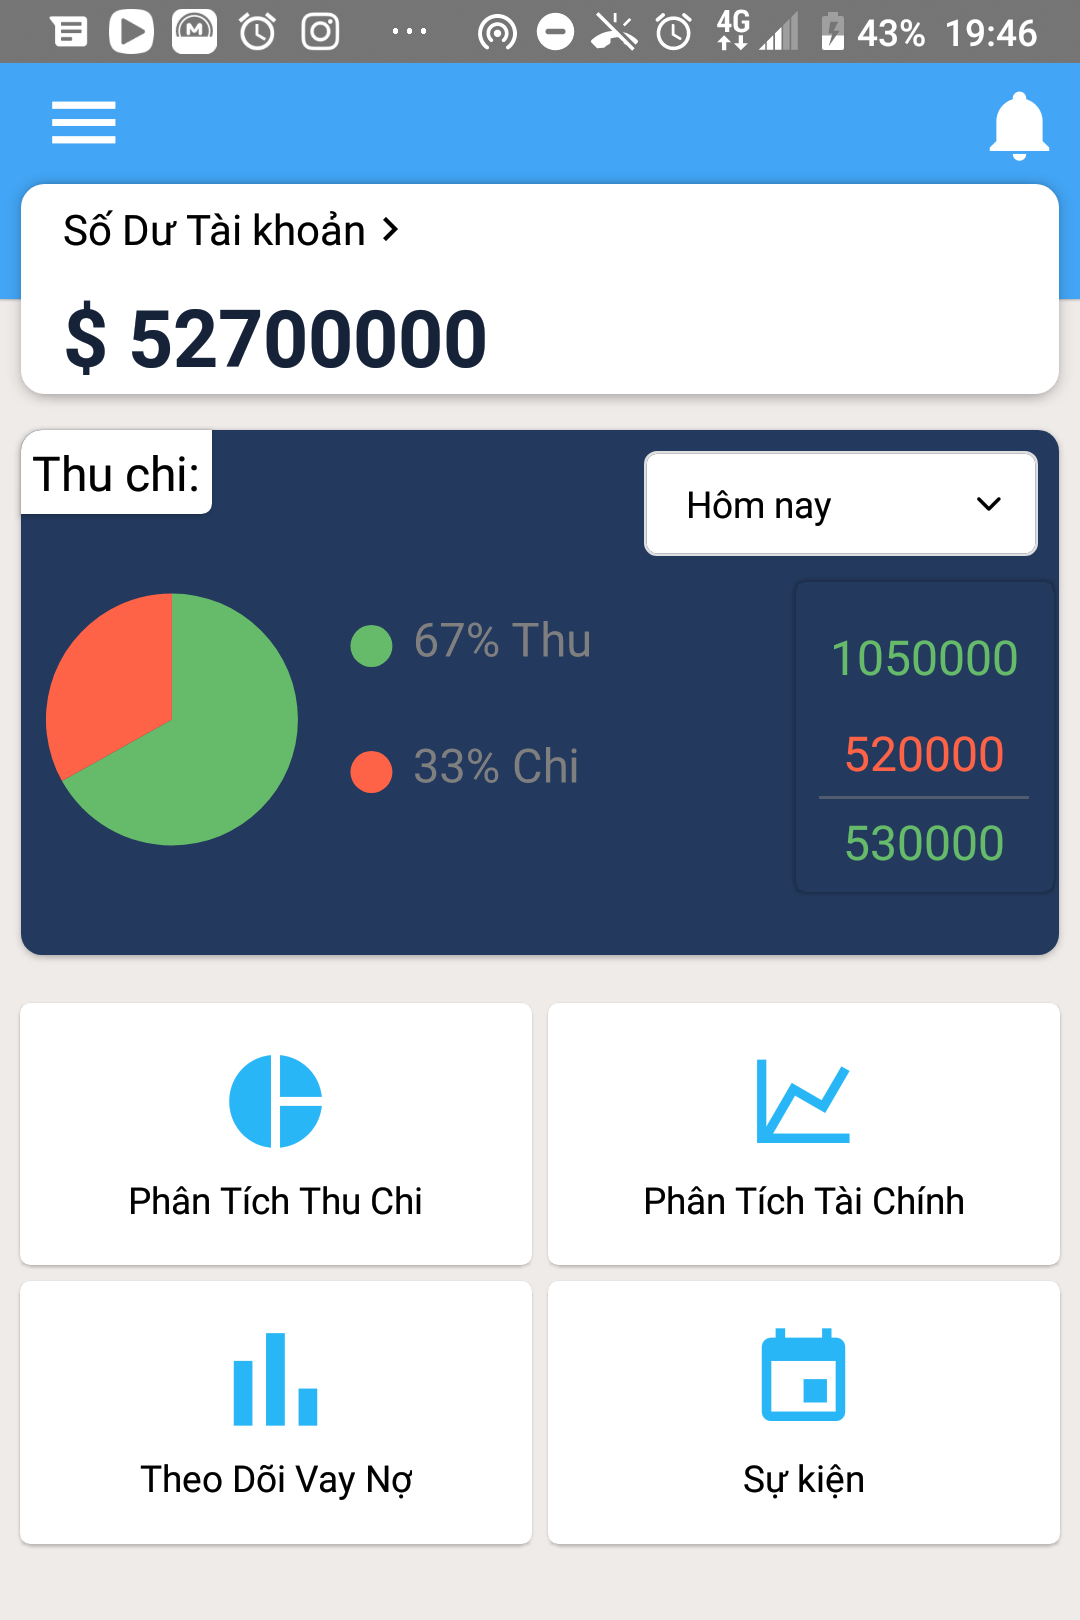 4G 43% 19:46
Số Dư Tài khoản
$ 52700000
Thu chi:
Hôm nay
67% Thu
33% Chi
1050000
520000
530000
Phân Tích Thu Chi
Phân Tích Tài Chính
Theo Dõi Vay Nợ
Sự kiện